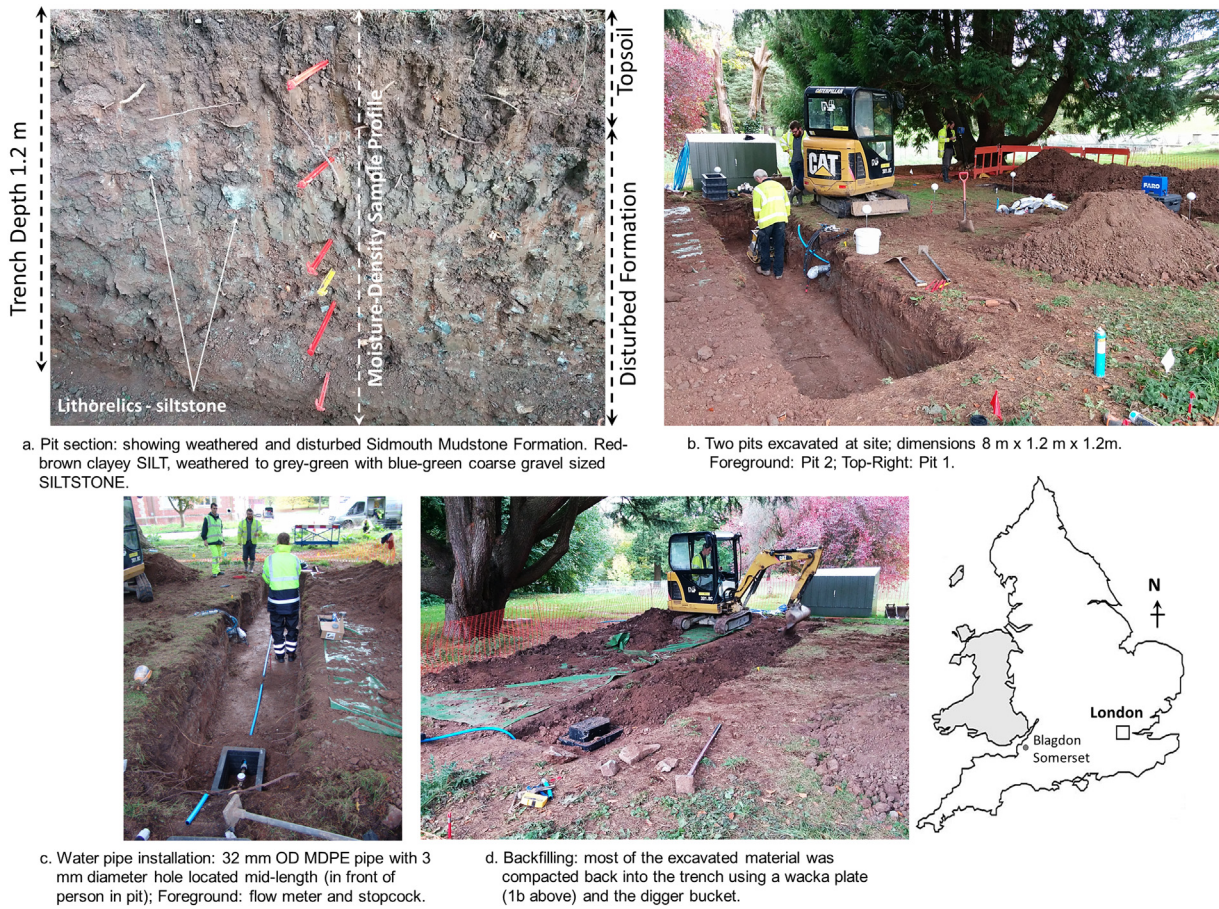 Trench Depth 1.2 m
Moisture-Density Sample Profile
Topsoil
Disturbed Formation
Lithorelics - siltstone
a. Pit section: showing weathered and disturbed Sidmouth Mudstone Formation. Red-
brown clayey SILT, weathered to grey-green with blue-green coarse gravel sized
SILTSTONE.
CATERPILLAR
CAT
FARO
b. Two pits excavated at site; dimensions 8 m x 1.2 m x 1.2m.
Foreground: Pit 2; Top-Right: Pit 1.
c. Water pipe installation: 32 mm OD MDPE pipe with 3
mm diameter hole located mid-length (in front of
person in pit); Foreground: flow meter and stopcock.
d. Backfilling: most of the excavated material was
compacted back into the trench using a wacka plate
(1b above) and the digger bucket.
N
London
Blagdon
Somerset